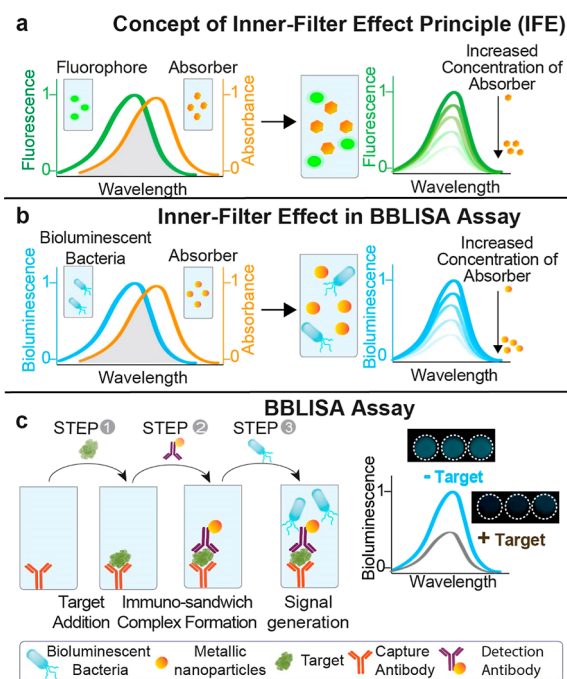 a
Concept of Inner-Filter Effect Principle (IFE)
Fluorophore
Absorber
Fluorescence
1
0
1
0
Absorbance
Wavelength
Fluorescence
1
0
Wavelength
Increased
Concentration of
Absorber
b
Inner-Filter Effect in BBLISA Assay
Bioluminescent
Bacteria
Absorber
Bioluminescence
1
0
1
0
Absorbance
Wavelength
Bioluminescence
1
0
Wavelength
Increased
Concentration of
Absorber
c
BBLISA Assay
STEP 1
STEP 2
STEP 3
Target
Addition
Immuno-sandwich
Complex Formation
Signal
generation
Bioluminescence
1
0
Wavelength
- Target
+ Target
Bioluminescent
Bacteria
Metallic
nanoparticles
Target
Capture
Antibody
Detection
Antibody